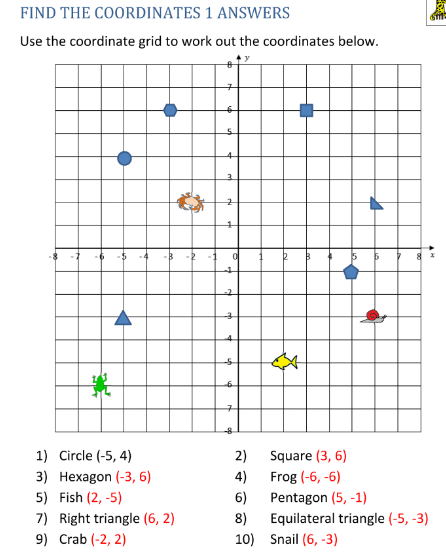 FIND THE COORDINATES 1 ANSWERS
Use the coordinate grid to work out the coordinates below.
y
8
7
6
5
4
3
2
1
-8 -7 -6 -5 -4 -3 -2 -1 0 1 2 3 4 5 6 7 8 x
-1
-2
-3
-4
-5
-6
-7
-8
1) Circle (-5, 4) 2) Square (3, 6)
3) Hexagon (-3, 6) 4) Frog (-6, -6)
5) Fish (2, -5) 6) Pentagon (5, -1)
7) Right triangle (6, 2) 8) Equilateral triangle (-5, -3)
9) Crab (-2, 2) 10) Snail (6, -3)